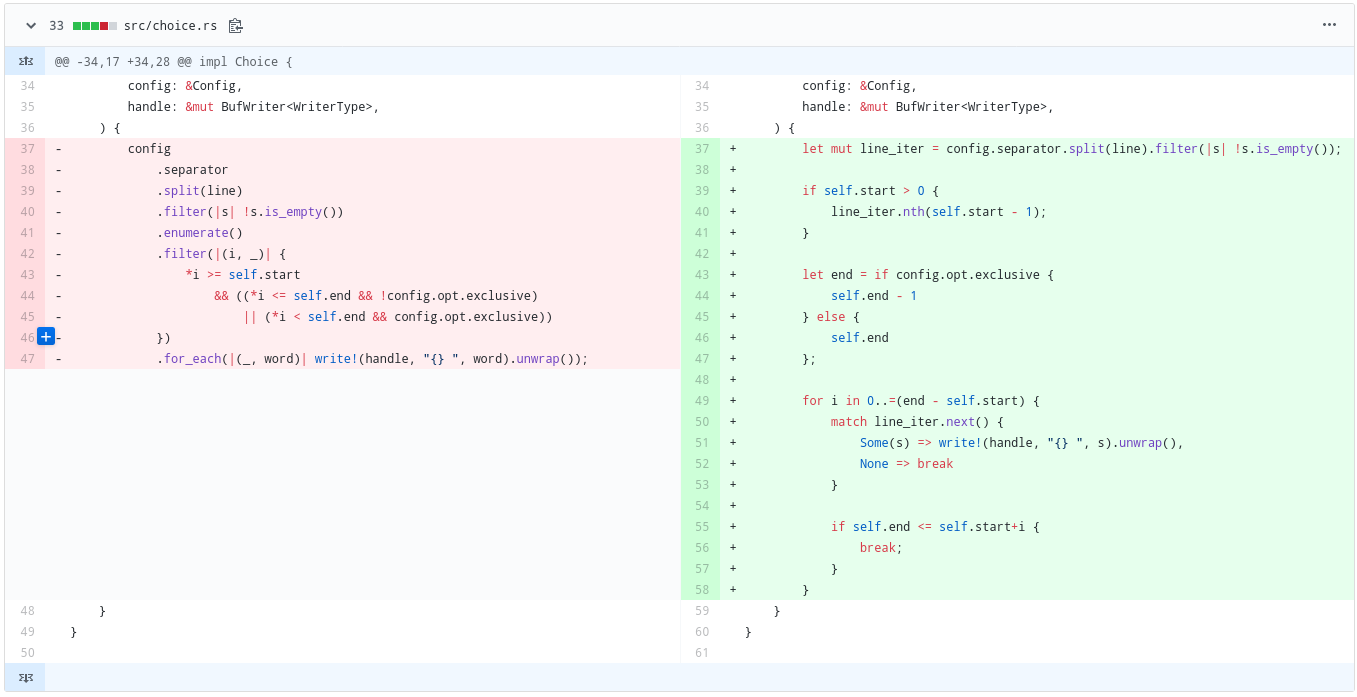 33 src/choice.rs
@@ -34,17 +34,28 @@ impl Choice {
34         config: &Config,
35         handle: &mut BufWriter<WriterType>,
36     ) {
37 -         config
38 -             .separator
39 -             .split(line)
40 -             .filter(|s| !s.is_empty())
41 -             .enumerate()
42 -             .filter(|(i, _)| {
43 -                 *i >= self.start
44 -                     && ((*i <= self.end && !config.opt.exclusive)
45 -                         || (*i < self.end && config.opt.exclusive))
46 + -             })
47 -             .for_each(|(_, word)| write!(handle, "{} ", word).unwrap());
48     }
49 }
50
34         config: &Config,
35         handle: &mut BufWriter<WriterType>,
36     ) {
37 +         let mut line_iter = config.separator.split(line).filter(|s| !s.is_empty());
38 +
39 +         if self.start > 0 {
40 +             line_iter.nth(self.start - 1);
41 +         }
42 +
43 +         let end = if config.opt.exclusive {
44 +             self.end - 1
45 +         } else {
46 +             self.end
47 +         };
48 +
49 +         for i in 0..=(end - self.start) {
50 +             match line_iter.next() {
51 +                 Some(s) => write!(handle, "{} ", s).unwrap(),
52 +                 None => break
53 +             }
54 +
55 +             if self.end <= self.start+i {
56 +                 break;
57 +             }
58 +         }
59     }
60 }
61